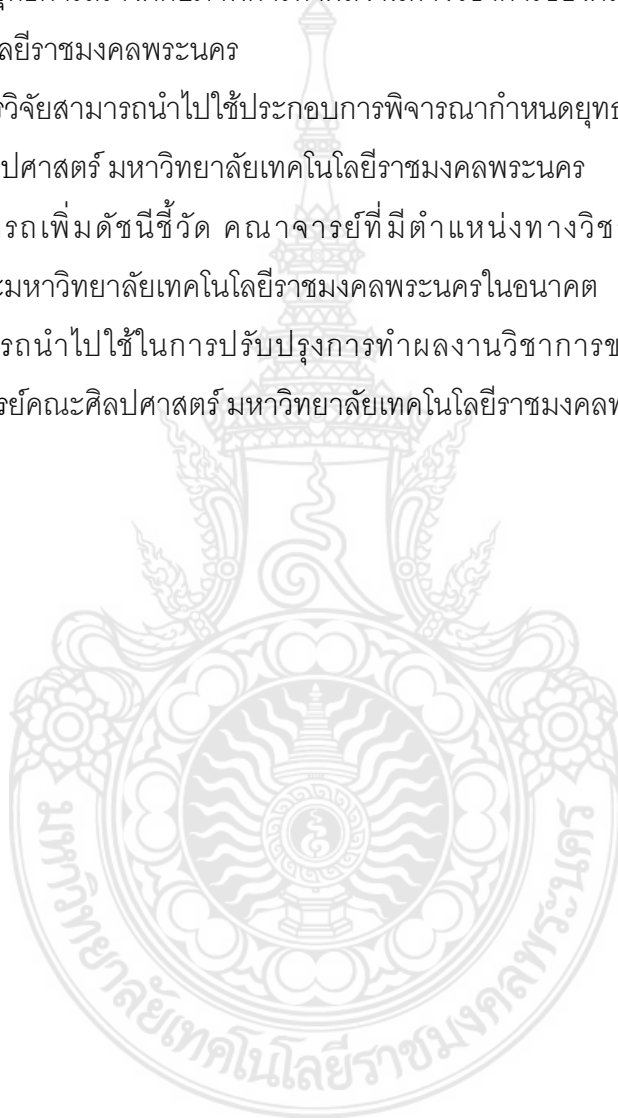 ลยีราชมงคลพระนคร
รวิจัยสามารถนำไปใช้ประกอบการพิจารณากำหนดยุทธ
ปศาสตร์ มหาวิทยาลัยเทคโนโลยีราชมงคลพระนคร
รถเพิ่มดัชนีชี้วัด คณาจารย์ที่มีตำแหน่งทางวิช
ะมหาวิทยาลัยเทคโนโลยีราชมงคลพระนครในอนาคต
รถนำไปใช้ในการปรับปรุงการทำผลงานวิชาการข
รย์คณะศิลปศาสตร์ มหาวิทยาลัยเทคโนโลยีราชมงคลพ
มหาวิทยาลัยเทคโนโลยีราชมงคลพระนคร